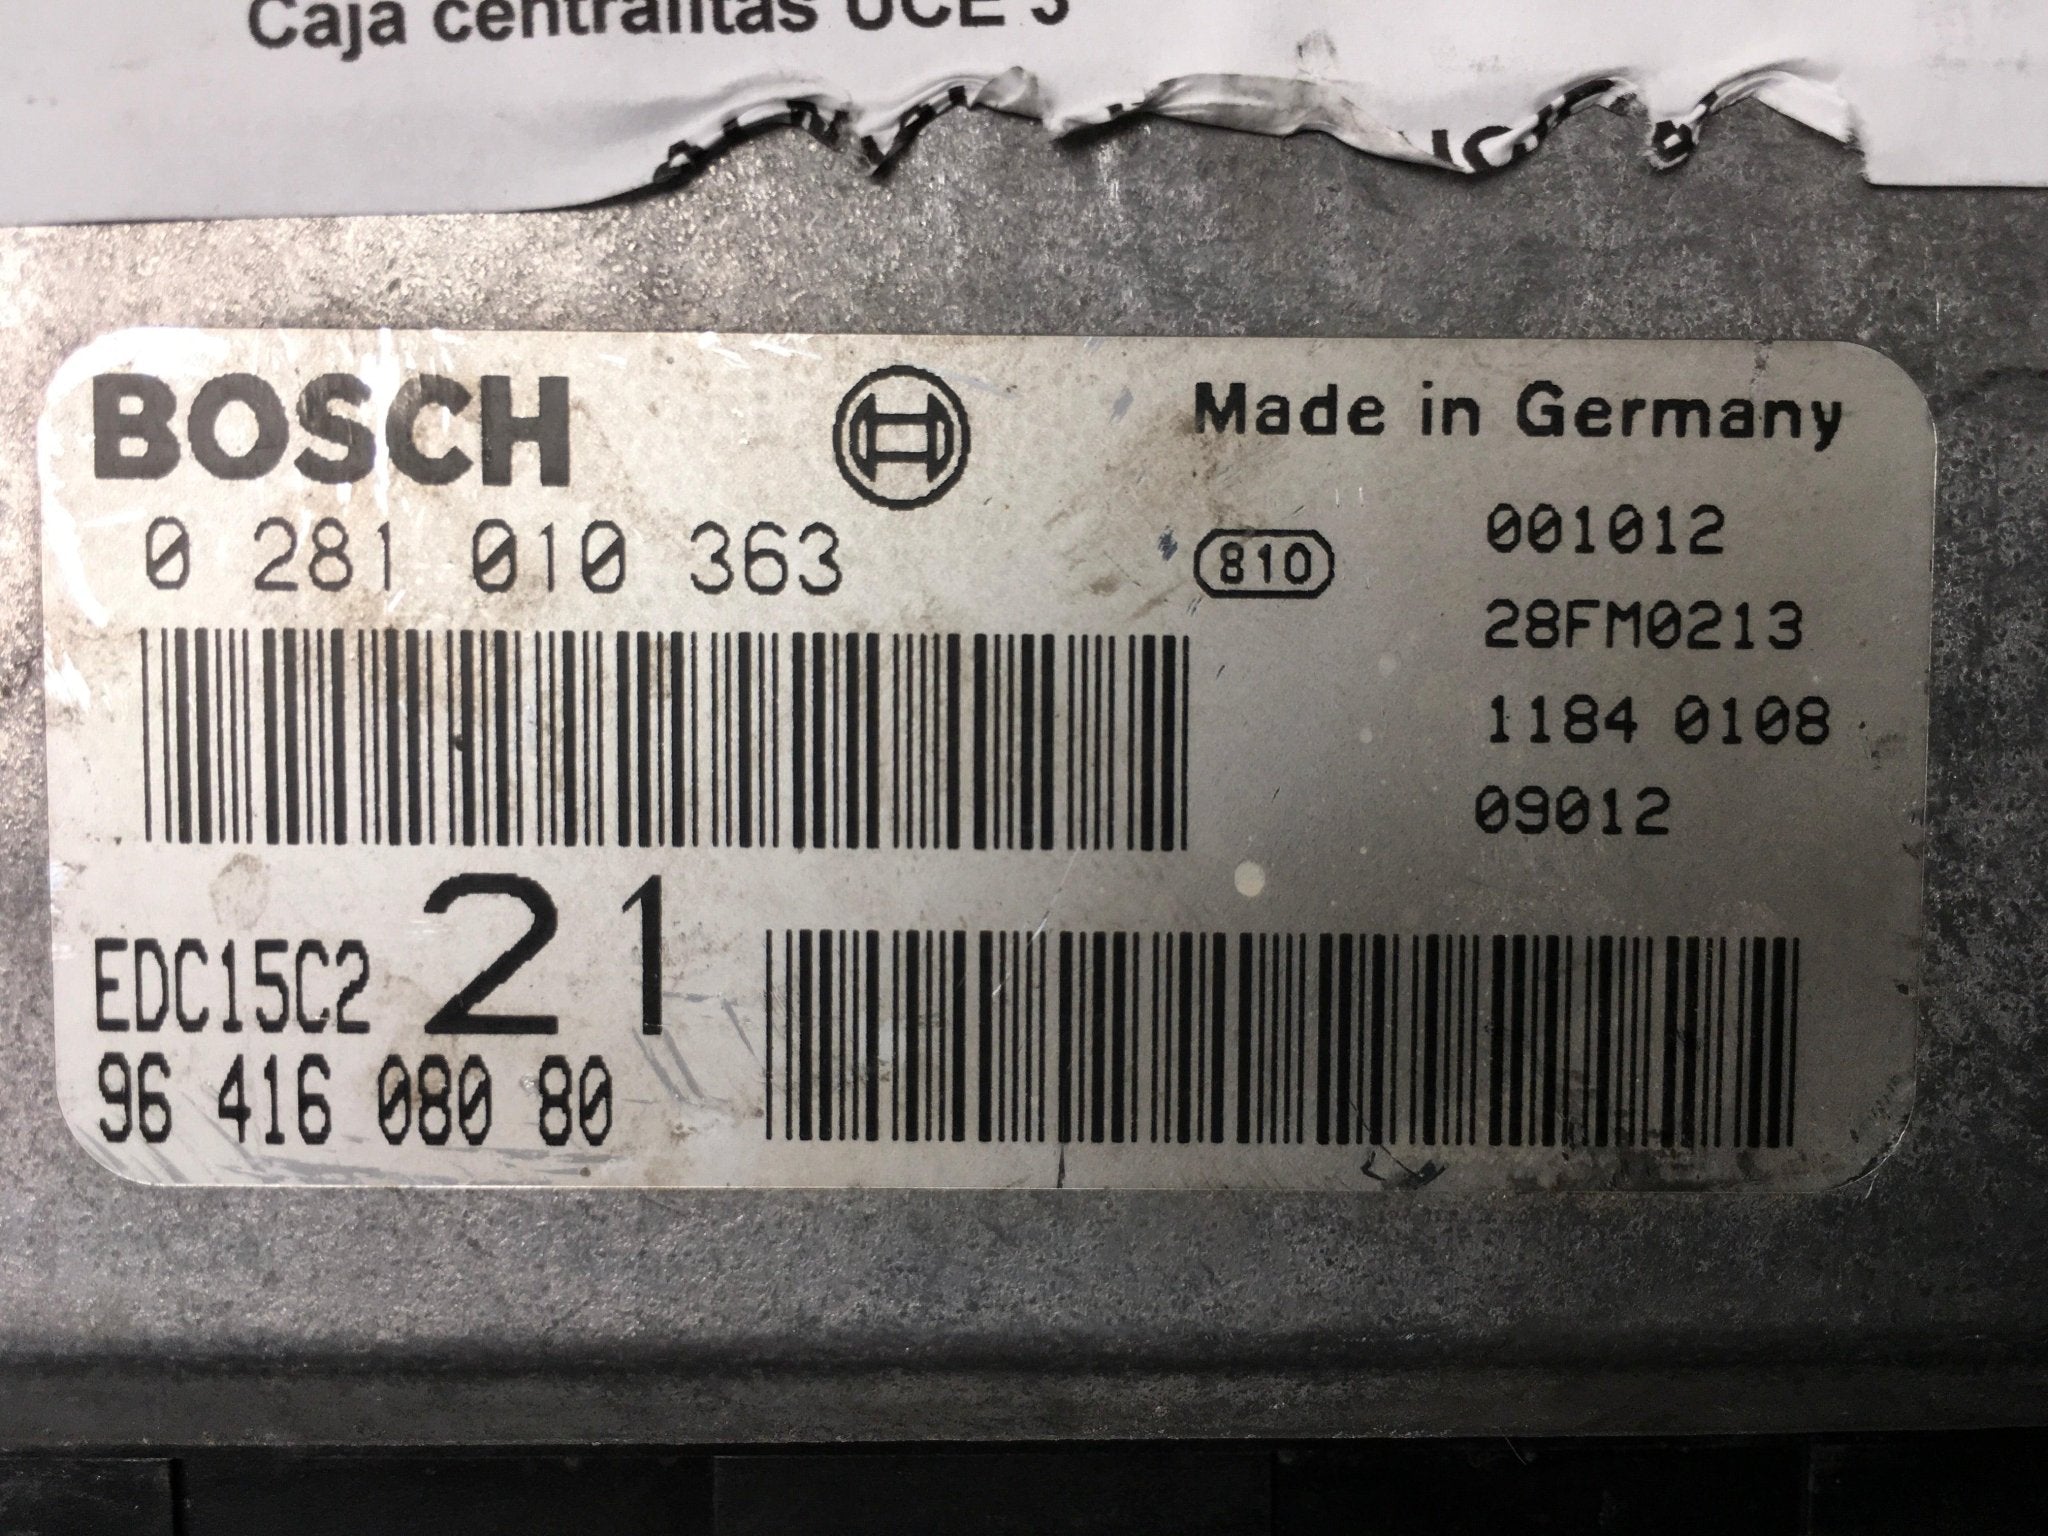 Caja centralitas UCE 3
BOSCH
Made in Germany
0 281 010 363
810
001012
28FM0213
1184 0108
09012
EDC15C2 21
96 416 080 80